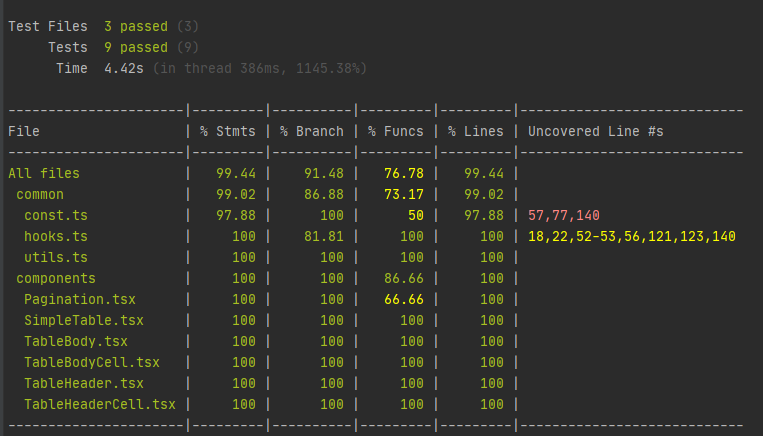 Test Files  3 passed (3)
     Tests  9 passed (9)
      Time  4.42s (in thread 386ms, 1145.38%)
----------------------|---------|----------|---------|---------|----------------------------
File                  | % Stmts | % Branch | % Funcs | % Lines | Uncovered Line #s
----------------------|---------|----------|---------|---------|----------------------------
All files             |   99.44 |    91.48 |   76.78 |   99.44 |
 common               |   99.02 |    86.88 |   73.17 |   99.02 |
  const.ts            |   97.88 |      100 |      50 |   97.88 | 57,77,140
  hooks.ts            |     100 |    81.81 |     100 |     100 | 18,22,52-53,56,121,123,140
  utils.ts            |     100 |      100 |     100 |     100 |
 components           |     100 |      100 |   86.66 |     100 |
  Pagination.tsx      |     100 |      100 |   66.66 |     100 |
  SimpleTable.tsx     |     100 |      100 |     100 |     100 |
  TableBody.tsx       |     100 |      100 |     100 |     100 |
  TableBodyCell.tsx   |     100 |      100 |     100 |     100 |
  TableHeader.tsx     |     100 |      100 |     100 |     100 |
  TableHeaderCell.tsx |     100 |      100 |     100 |     100 |
----------------------|---------|----------|---------|---------|----------------------------